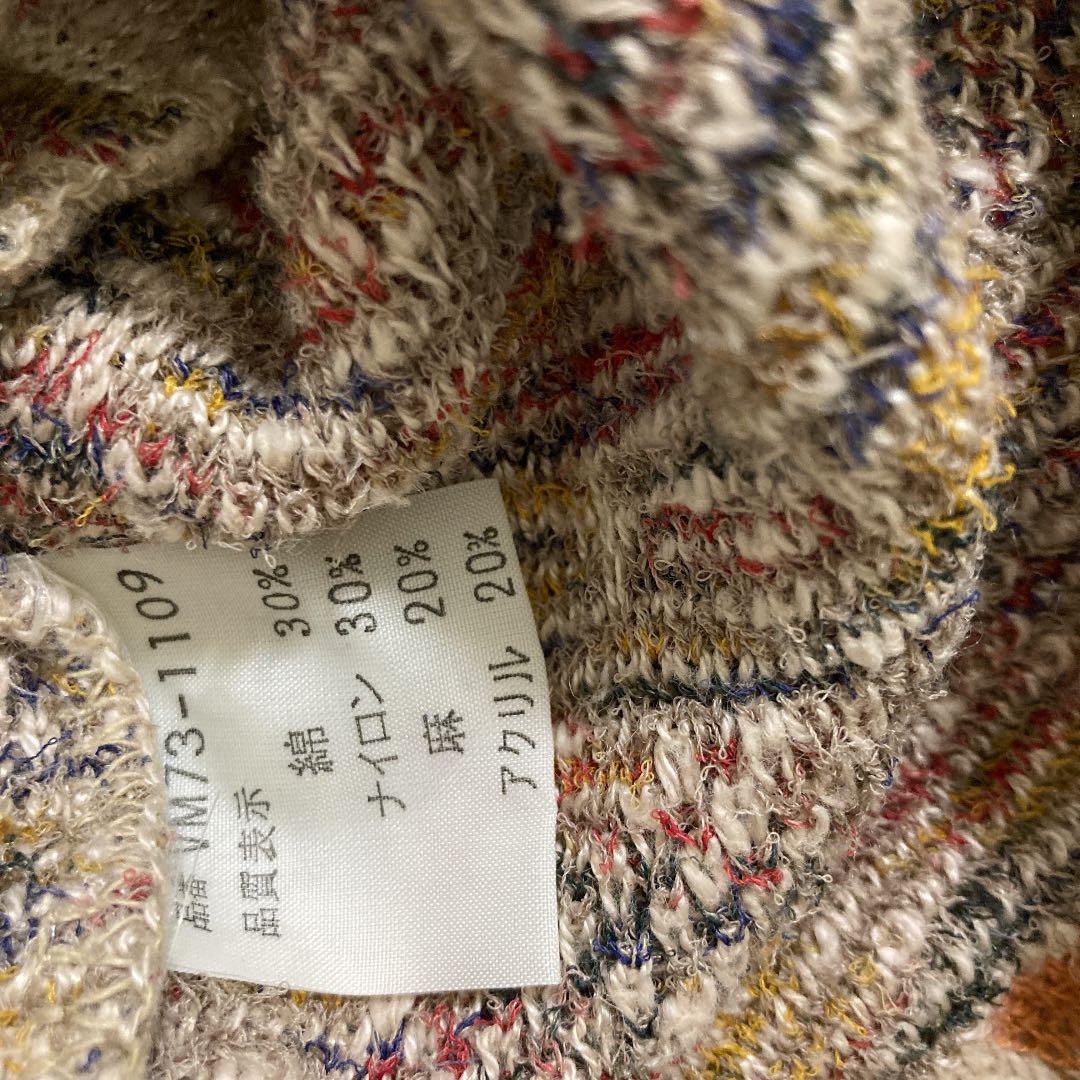 品番 VM73-1109
品質表示
綿 30%
ナイロン 30%
麻 20%
アクリル 20%